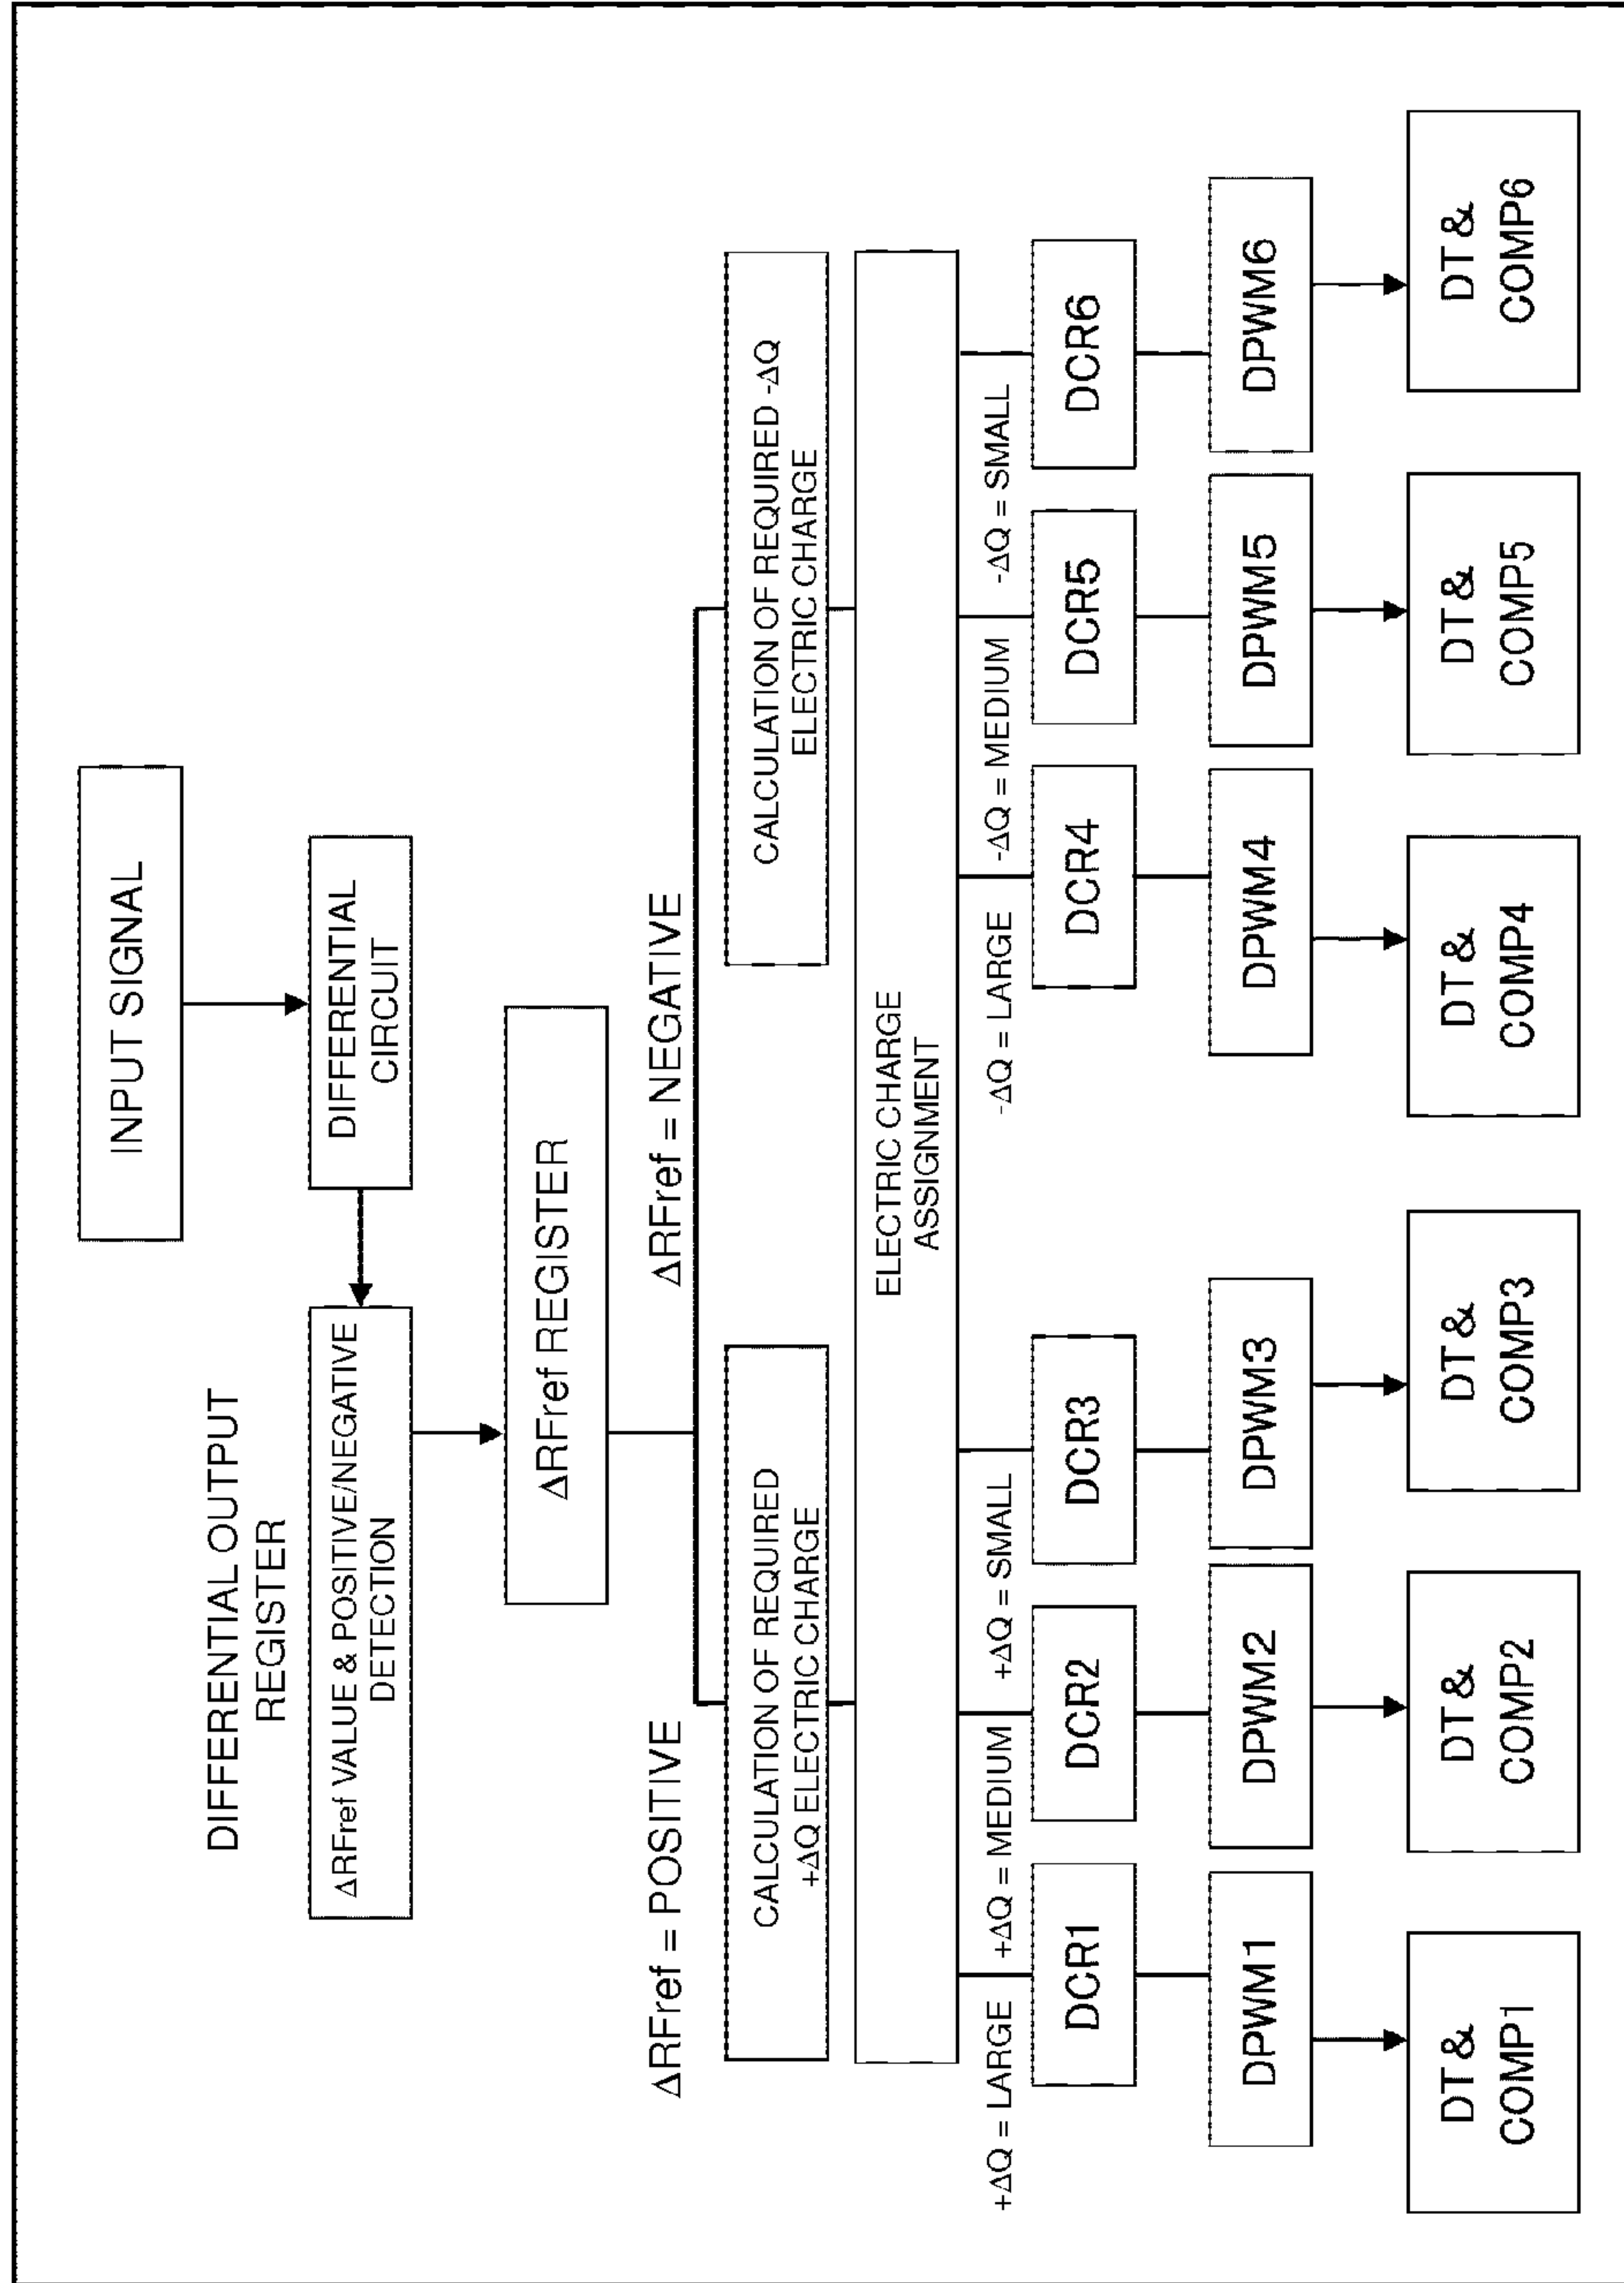 INPUT SIGNAL
DIFFERENTIAL
CIRCUIT
DIFFERENTIAL OUTPUT
REGISTER
ΔRFref VALUE & POSITIVE/NEGATIVE
DETECTION
ΔRFref REGISTER
ΔRFref = POSITIVE
ΔRFref = NEGATIVE
CALCULATION OF REQUIRED
+ΔQ ELECTRIC CHARGE
CALCULATION OF REQUIRED -ΔQ
ELECTRIC CHARGE
ELECTRIC CHARGE
ASSIGNMENT
+ΔQ = LARGE
+ΔQ = MEDIUM
+ΔQ = SMALL
-ΔQ = LARGE
-ΔQ = MEDIUM
-ΔQ = SMALL
DCR1
DCR2
DCR3
DCR4
DCR5
DCR6
DPWM1
DPWM2
DPWM3
DPWM4
DPWM5
DPWM6
DT &
COMP1
DT &
COMP2
DT &
COMP3
DT &
COMP4
DT &
COMP5
DT &
COMP6